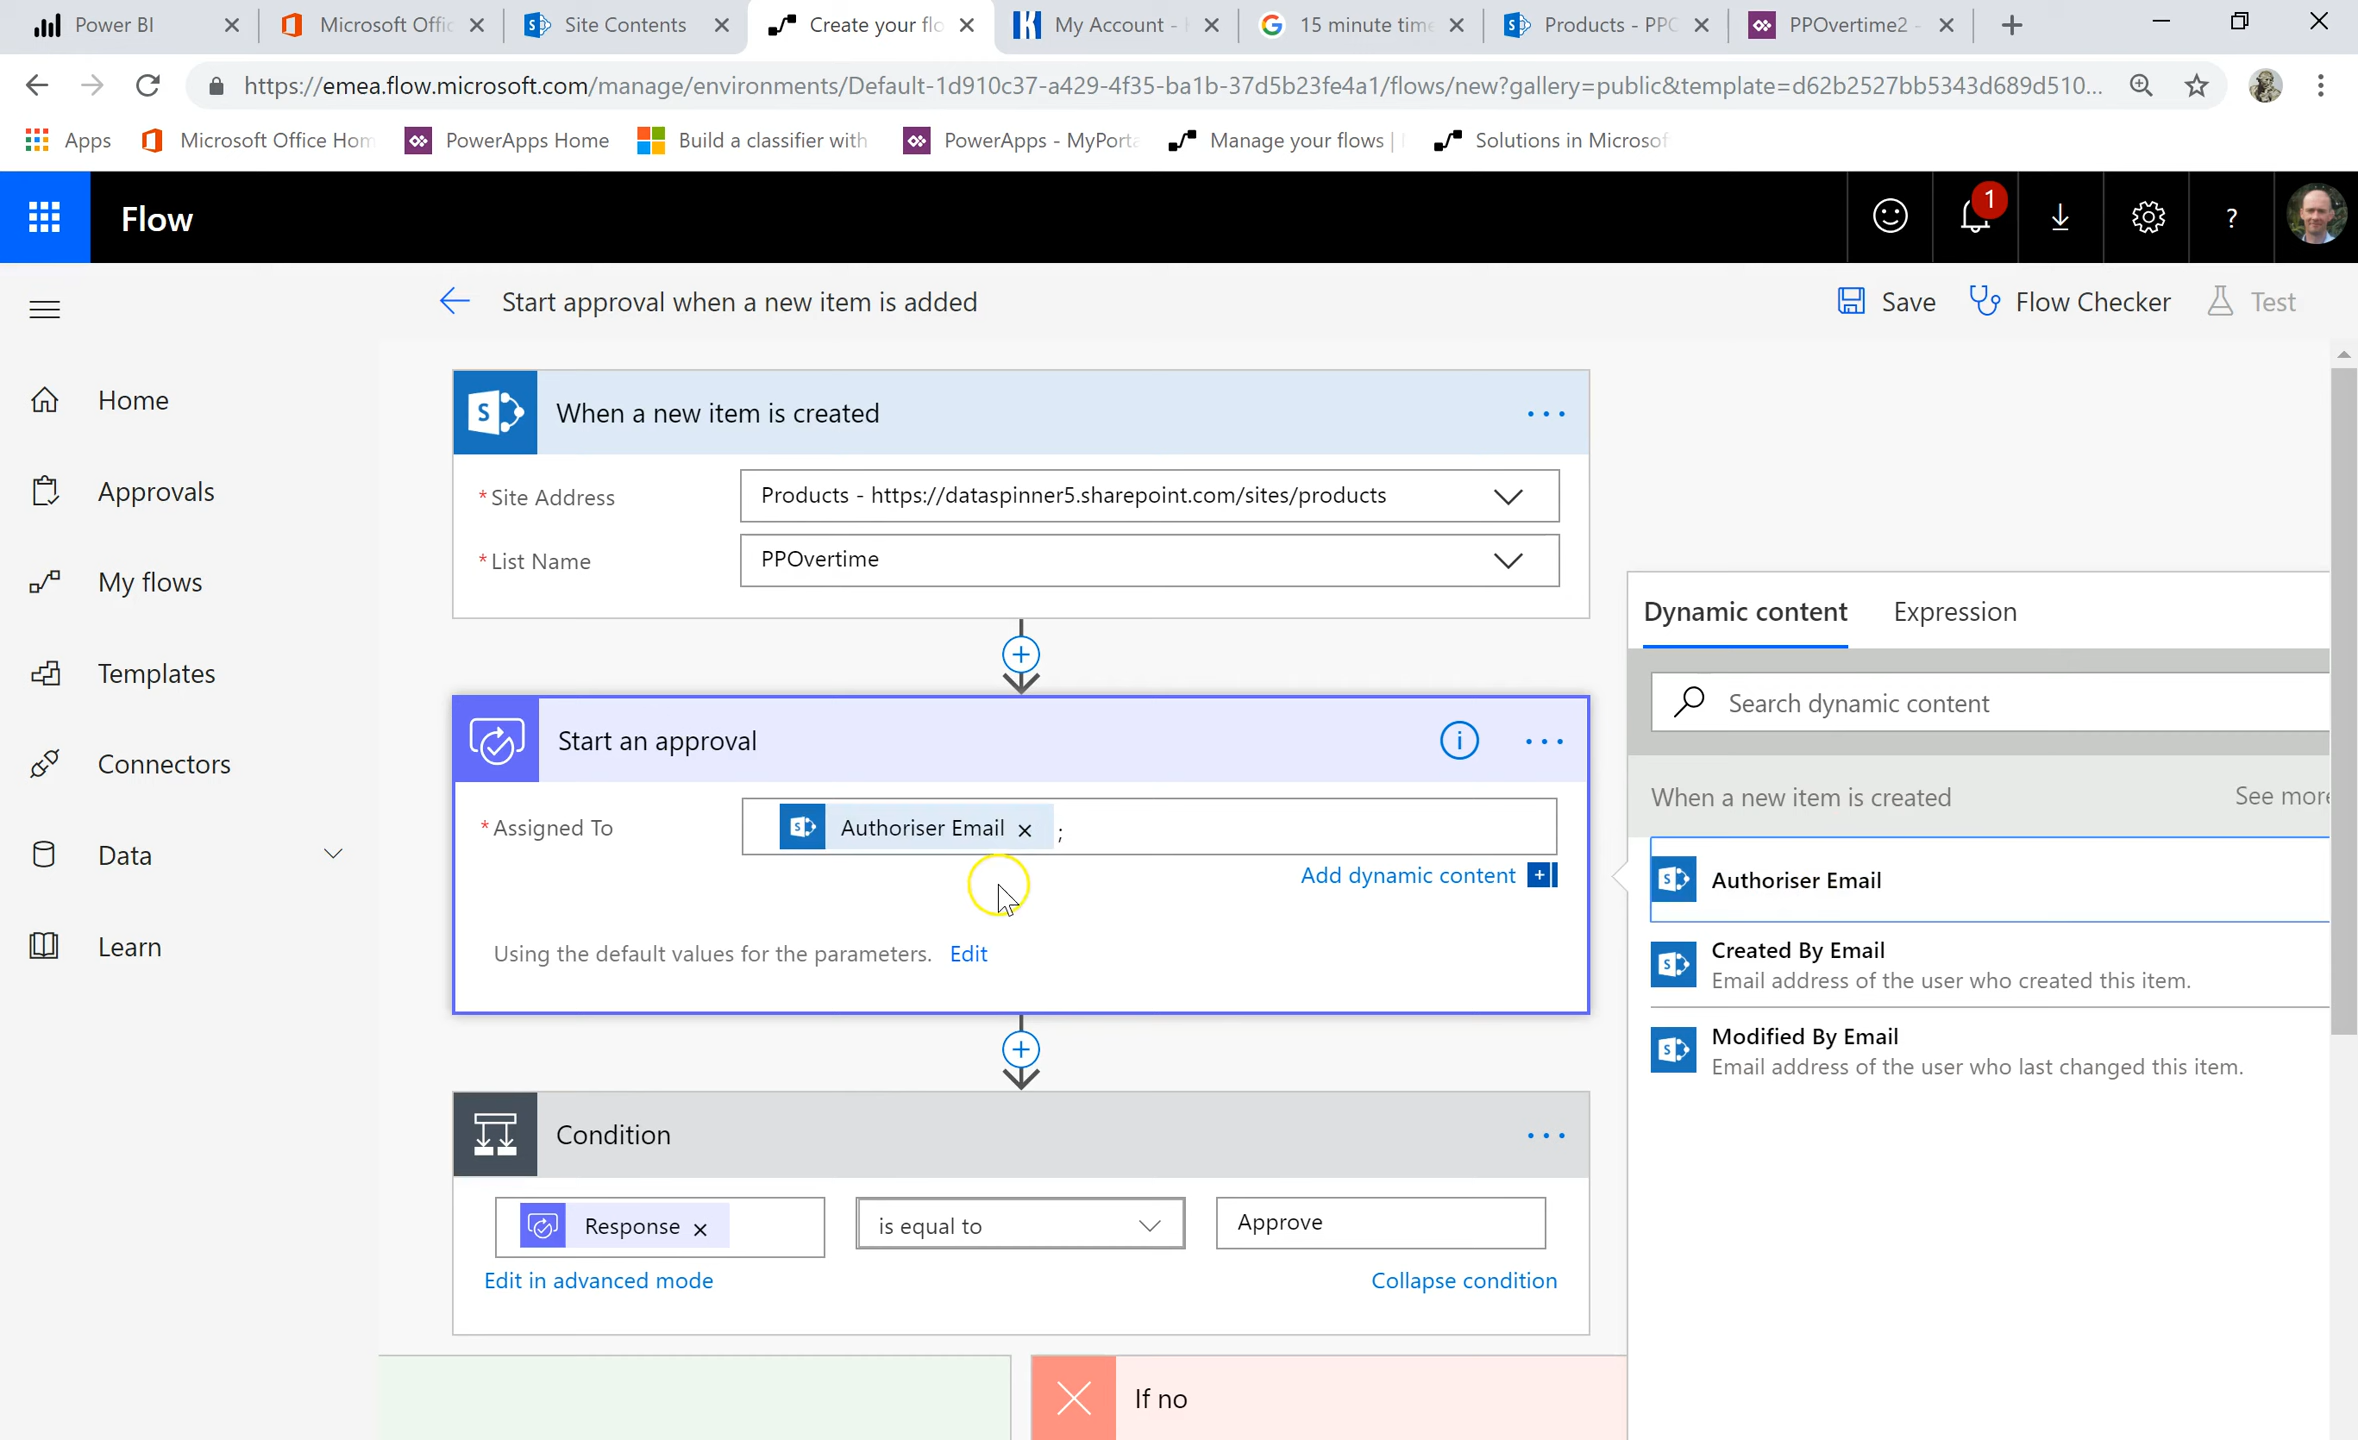 Power BI
Microsoft Offic
Site Contents
Create your flo
My Account -
15 minute time
Products - PPO
PPOvertime2 -
https://emea.flow.microsoft.com/manage/environments/Default-1d910c37-a429-4f35-ba1b-37d5b23fe4a1/flows/new?gallery=public&template=d62b2527bb5343d689d510...
Apps
Microsoft Office Hom
PowerApps Home
Build a classifier with
PowerApps - MyPorta
Manage your flows |
Solutions in Microsof
Flow
1
?
Start approval when a new item is added
Save
Flow Checker
Test
Home
Approvals
My flows
Templates
Connectors
Data
Learn
When a new item is created
* Site Address
Products - https://dataspinner5.sharepoint.com/sites/products
* List Name
PPOvertime
Start an approval
* Assigned To
Authoriser Email × ;
Add dynamic content
Using the default values for the parameters. Edit
Condition
Response ×
is equal to
Approve
Edit in advanced mode
Collapse condition
If no
Dynamic content
Expression
Search dynamic content
When a new item is created
See more
Authoriser Email
Created By Email
Email address of the user who created this item.
Modified By Email
Email address of the user who last changed this item.